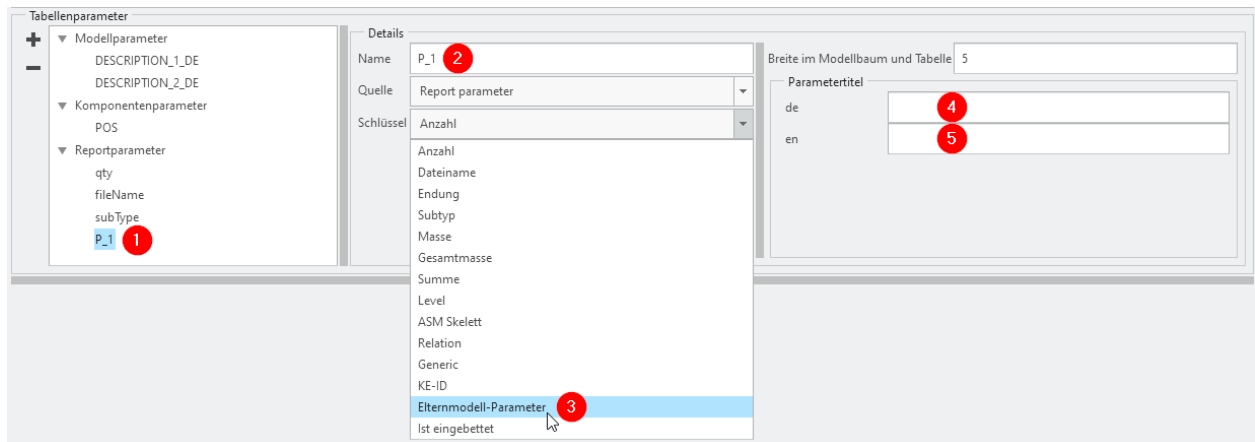 Tabellenparameter
Modellparameter
DESCRIPTION_1_DE
DESCRIPTION_2_DE
Komponentenparameter
POS
Reportparameter
qty
fileName
subType
P_1 1
Details
Name P_1 2
Quelle Report parameter
Schlüssel Anzahl
Anzahl
Dateiname
Endung
Subtyp
Masse
Gesamtmasse
Summe
Level
ASM Skelett
Relation
Generic
KE-ID
Elternmodell-Parameter 3
Ist eingebettet
Breite im Modellbaum und Tabelle 5
Parametertitel
de 4
en 5